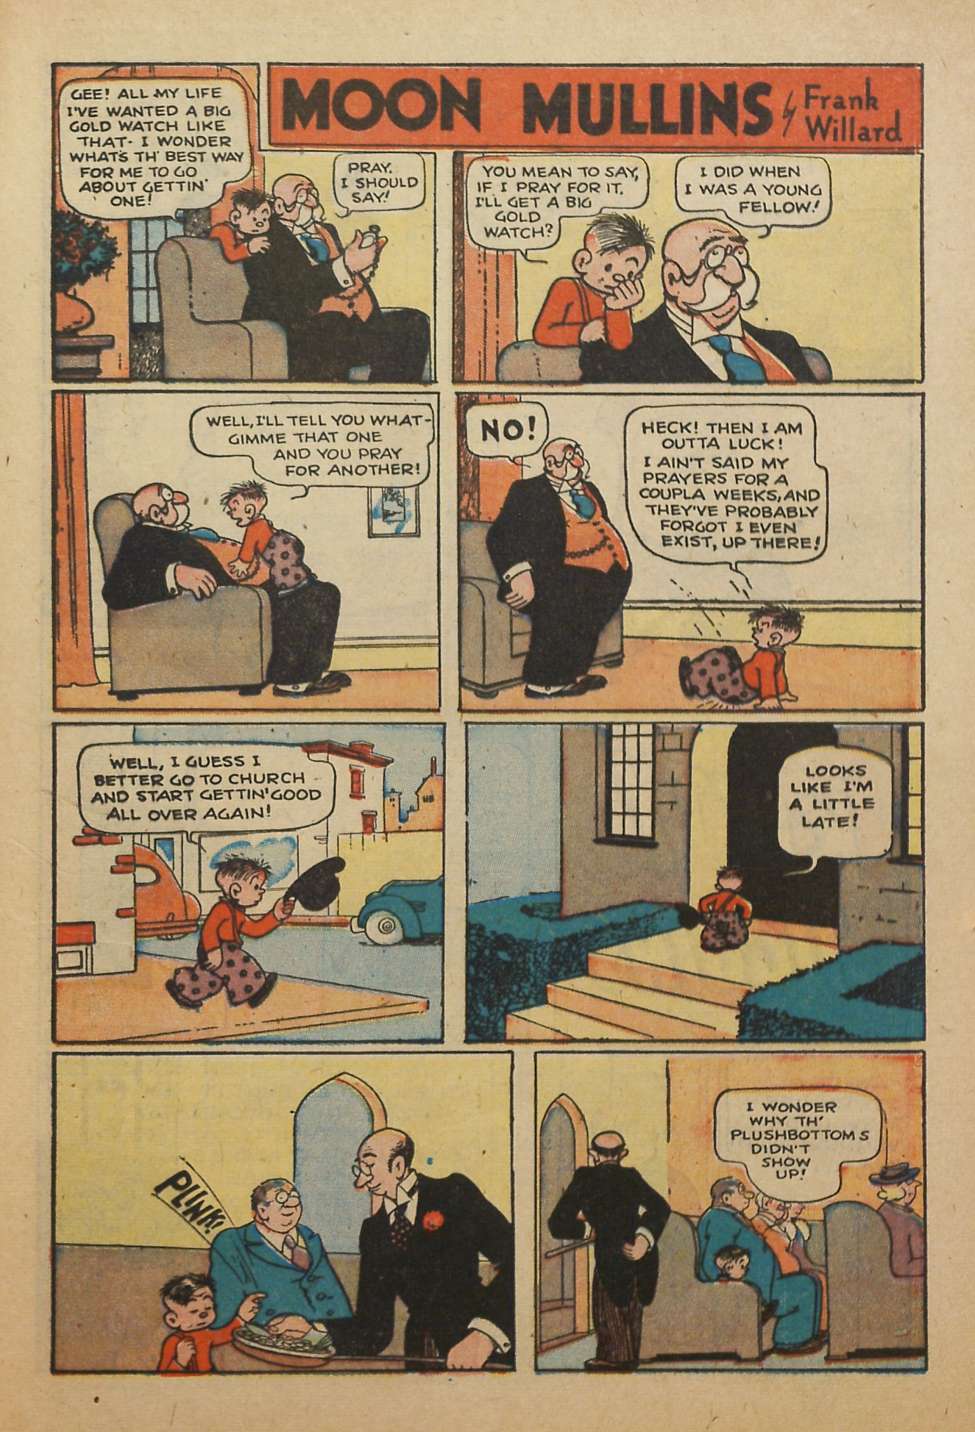 MOON MULLINS by Frank
Willard
GEE! ALL MY LIFE
I'VE WANTED A BIG
GOLD WATCH LIKE
THAT- I WONDER
WHAT'S TH' BEST WAY
FOR ME TO GO
ABOUT GETTIN'
ONE!
PRAY,
I SHOULD
SAY!
YOU MEAN TO SAY,
IF I PRAY FOR IT,
I'LL GET A BIG
GOLD
WATCH?
I DID WHEN
I WAS A YOUNG
FELLOW!
WELL, I'LL TELL YOU WHAT-
GIMME THAT ONE
AND YOU PRAY
FOR ANOTHER!
NO!
HECK! THEN I AM
OUTTA LUCK!
I AIN'T SAID MY
PRAYERS FOR A
COUPLA WEEKS, AND
THEY'VE PROBABLY
FORGOT I EVEN
EXIST, UP THERE!
WELL, I GUESS I
BETTER GO TO CHURCH
AND START GETTIN' GOOD
ALL OVER AGAIN!
LOOKS
LIKE I'M
A LITTLE
LATE!
PLUNK!
I WONDER
WHY TH'
PLUSHBOTTOMS
DIDN'T
SHOW
UP!